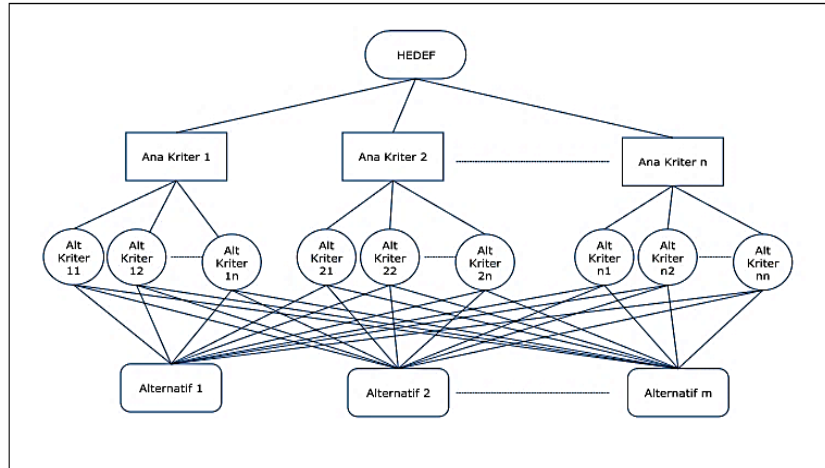 HEDEF
Ana Kriter 1
Ana Kriter 2
Ana Kriter n
Alt
Kriter
11
Alt
Kriter
12
Alt
Kriter
1n
Alt
Kriter
21
Alt
Kriter
22
Alt
Kriter
2n
Alt
Kriter
n1
Alt
Kriter
n2
Alt
Kriter
nn
Alternatif 1
Alternatif 2
Alternatif m